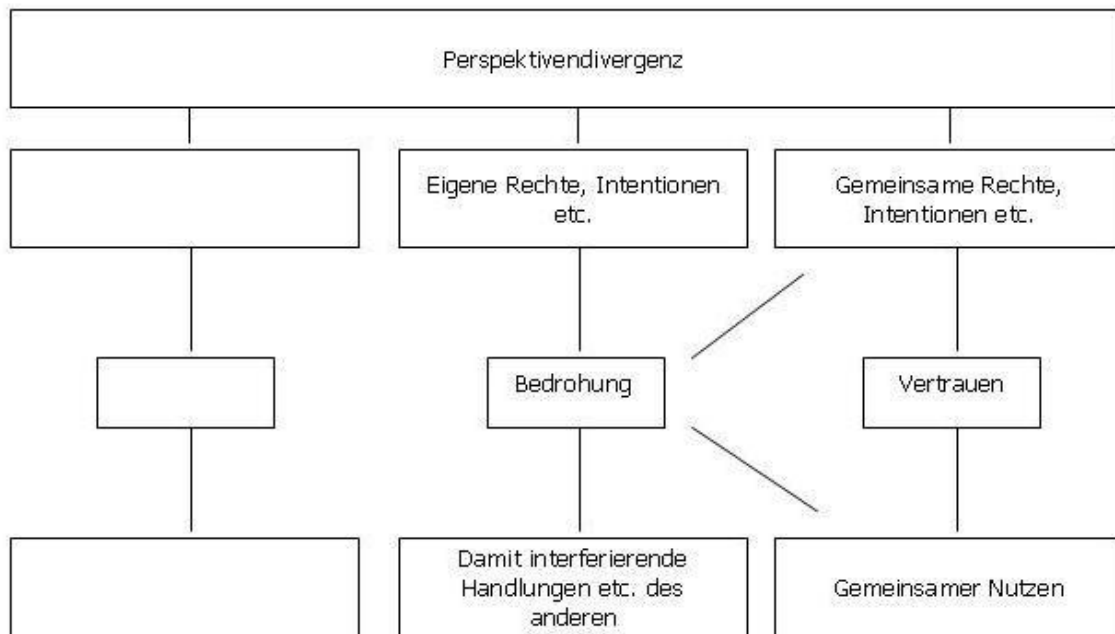 Perspektivendivergenz
Eigene Rechte, Intentionen
etc.
Gemeinsame Rechte,
Intentionen etc.
Bedrohung
Vertrauen
Damit interferierende
Handlungen etc. des
anderen
Gemeinsamer Nutzen